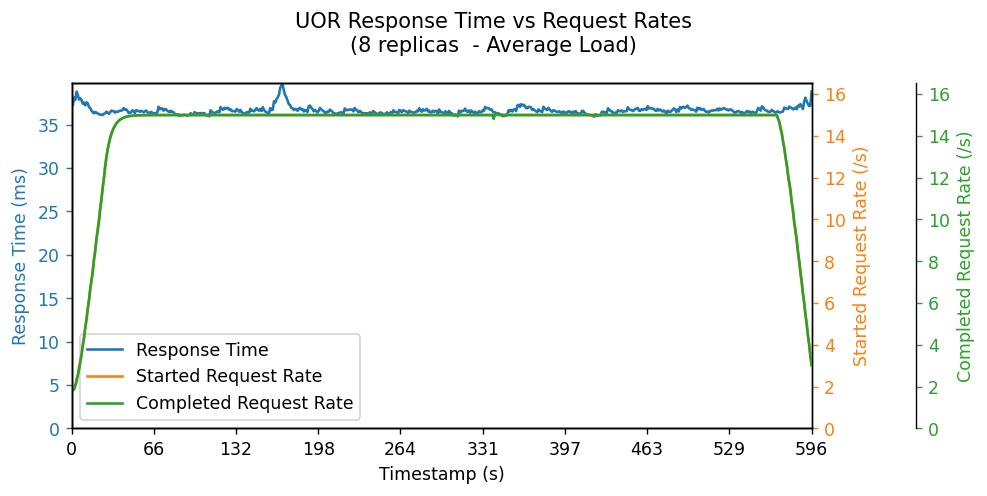 UOR Response Time vs Request Rates
(8 replicas  - Average Load)
Response Time (ms)
35
30
25
20
15
10
5
0
Response Time
Started Request Rate
Completed Request Rate
0 66 132 198 264 331 397 463 529 596
Timestamp (s)
16
14
12
10
8
6
4
2
0
Started Request Rate (/s)
16
14
12
10
8
6
4
2
0
Completed Request Rate (/s)